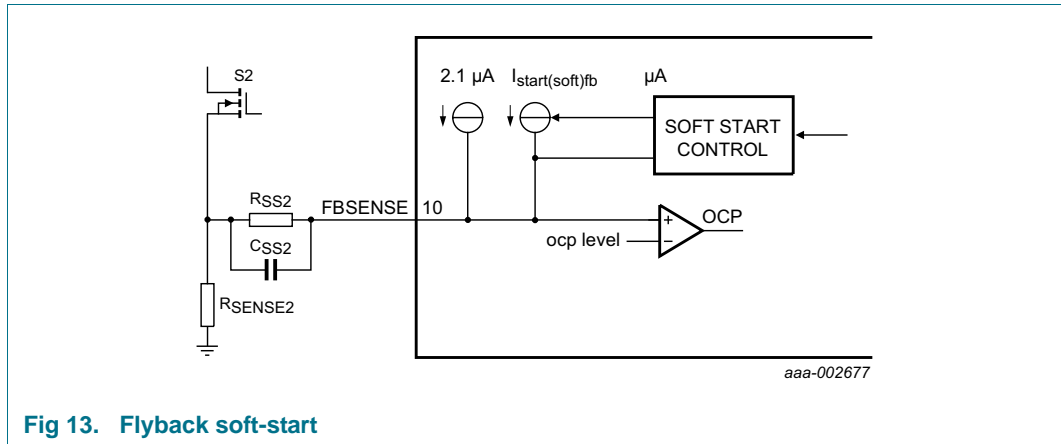 S2
2.1 µA Istart(soft)fb µA
SOFT START
CONTROL
RSS2
FBSENSE 10
CSS2
+ OCP
ocp level −
RSENSE2
aaa-002677
Fig 13. Flyback soft-start